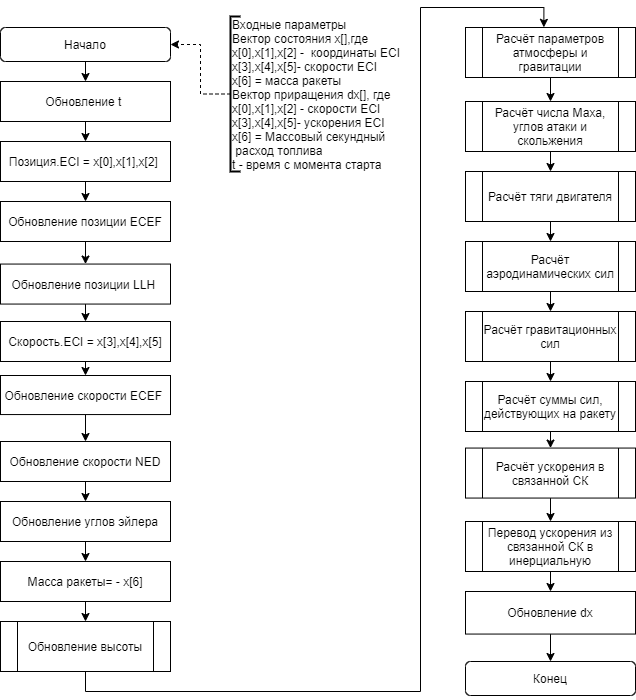 Начало
Обновление t
Позиция.ECI = x[0],x[1],x[2]
Обновление позиции ECEF
Обновление позиции LLH
Скорость.ECI = x[3],x[4],x[5]
Обновление скорости ECEF
Обновление скорости NED
Обновление углов эйлера
Масса ракеты= - x[6]
Обновление высоты
Входные параметры
Вектор состояния x[],где
x[0],x[1],x[2] - координаты ECI
x[3],x[4],x[5]- скорости ECI
x[6] = масса ракеты
Вектор приращения dx[], где
x[0],x[1],x[2] - скорости ECI
x[3],x[4],x[5]- ускорения ECI
x[6] = Массовый секундный
расход топлива
t - время с момента старта
Расчёт параметров
атмосферы и
гравитации
Расчёт числа Маха,
углов атаки и
скольжения
Расчёт тяги двигателя
Расчёт
аэродинамических сил
Расчёт гравитационных
сил
Расчёт суммы сил,
действующих на ракету
Расчёт ускорения в
связанной СК
Перевод ускорения из
связанной СК в
инерциальную
Обновление dx
Конец